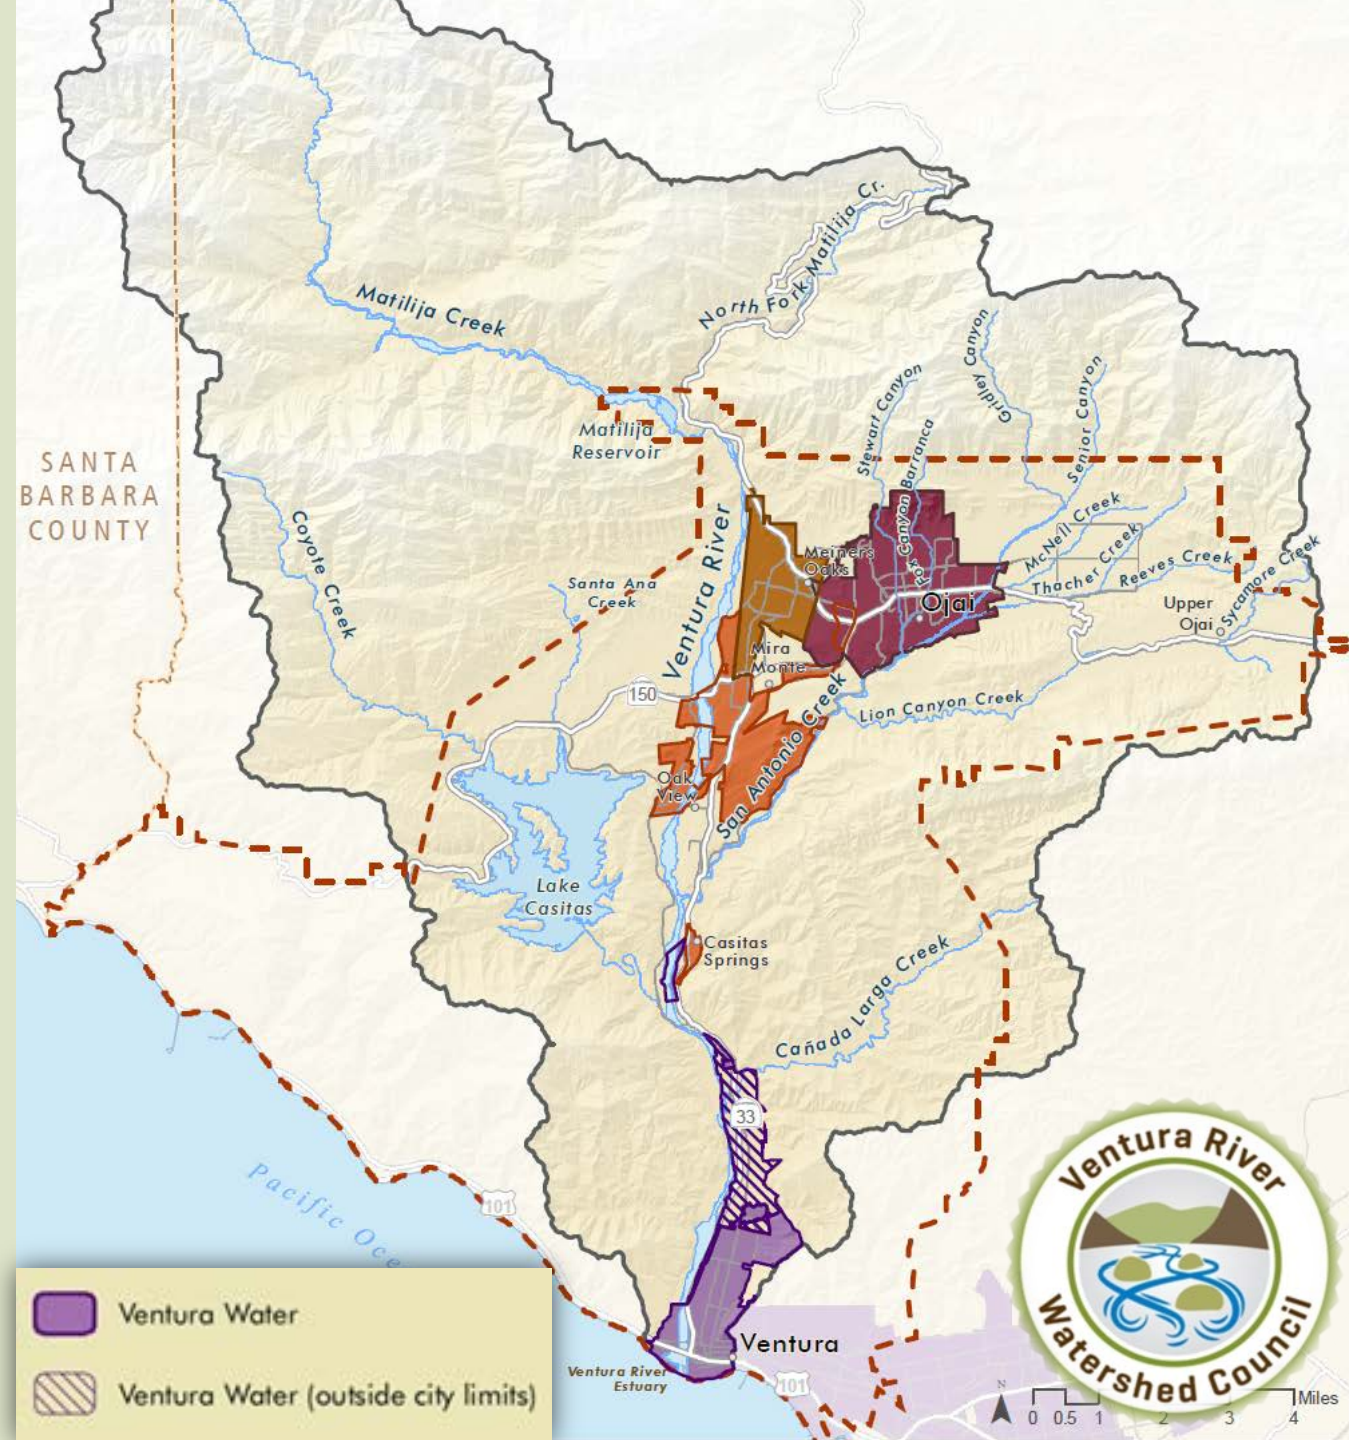 North Fork Matilija Cr.
Matilija Creek
Gridley Canyon
Stewart Canyon
Senior Canyon
Fox Canyon Barranca
Matilija
Reservoir
SANTA
BARBARA
COUNTY
Coyote Creek
Ventura River
McNell Creek
Thacher Creek
Reeves Creek
Sycamore Creek
Meiners
Oaks
Santa Ana
Creek
Ojai
Upper
Ojai
Mira
Monte
150
Lion Canyon Creek
San Antonio Creek
Oak
View
Lake
Casitas
Casitas
Springs
Cañada Larga Creek
33
Pacific Oce
101
Ventura River
Watershed Council
Ventura Water
Ventura Water (outside city limits)
Ventura
Ventura River
Estuary
101
N
Miles
0 0.5 1 2 3 4